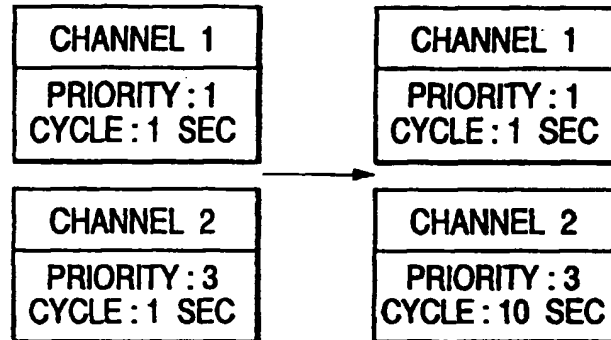 CHANNEL 1
PRIORITY : 1
CYCLE : 1 SEC
CHANNEL 2
PRIORITY : 3
CYCLE : 1 SEC
CHANNEL 1
PRIORITY : 1
CYCLE : 1 SEC
CHANNEL 2
PRIORITY : 3
CYCLE : 10 SEC